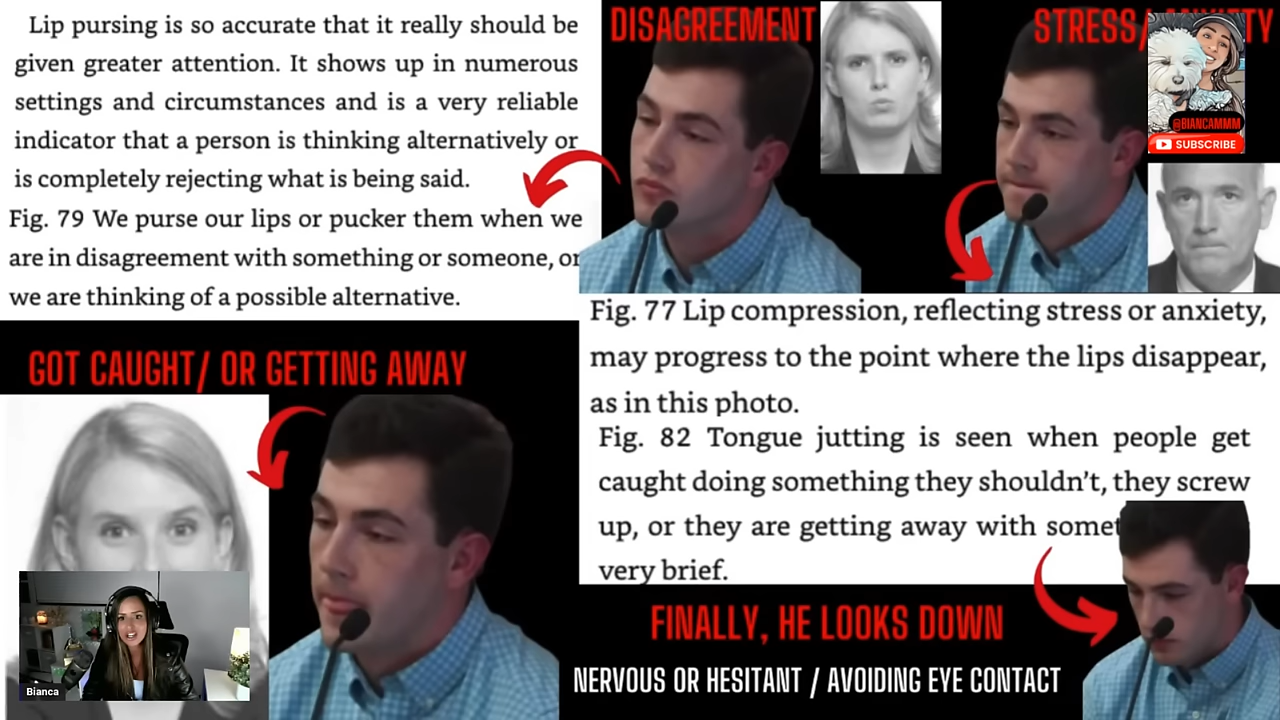 Lip pursing is so accurate that it really should be
given greater attention. It shows up in numerous
settings and circumstances and is a very reliable
indicator that a person is thinking alternatively or
is completely rejecting what is being said.
Fig. 79 We purse our lips or pucker them when we
are in disagreement with something or someone, or
we are thinking of a possible alternative.
DISAGREEMENT
STRESS/
@BIANCAMMM
SUBSCRIBE
Fig. 77 Lip compression, reflecting stress or anxiety,
may progress to the point where the lips disappear,
as in this photo.
Fig. 82 Tongue jutting is seen when people get
caught doing something they shouldn't, they screw
up, or they are getting away with
very brief.
GOT CAUGHT/ OR GETTING AWAY
Bianca
FINALLY, HE LOOKS DOWN
NERVOUS OR HESITANT / AVOIDING EYE CONTACT